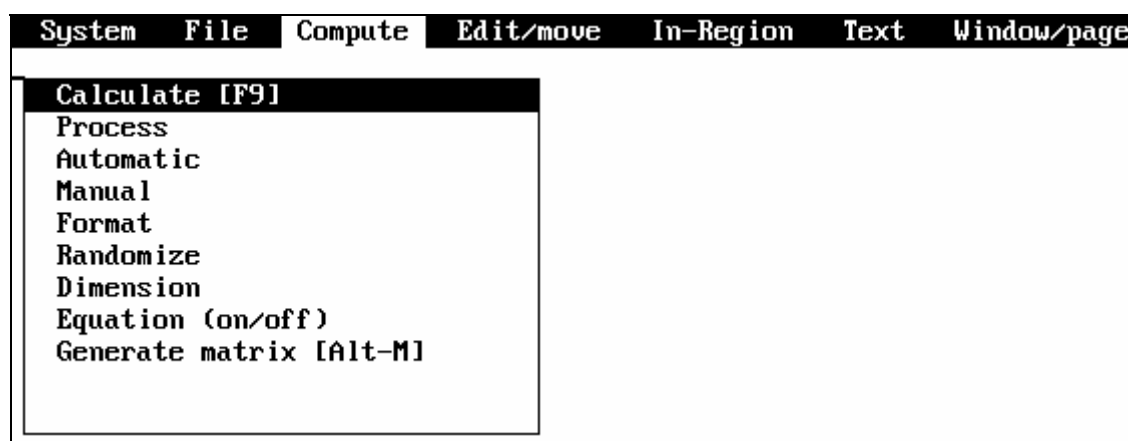 System File Compute Edit/move In-Region Text Window/page
Calculate [F9]
Process
Automatic
Manual
Format
Randomize
Dimension
Equation (on/off)
Generate matrix [Alt-M]